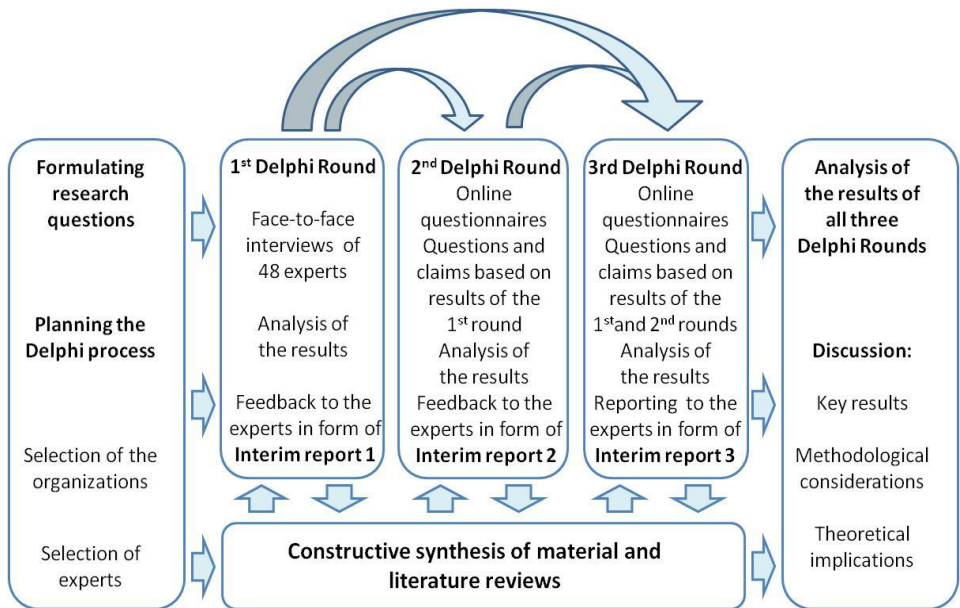 Formulating
research
questions
Planning the
Delphi process
Selection of the
organizations
Selection of
experts
1st Delphi Round
Face-to-face
interviews of
48 experts
Analysis of
the results
Feedback to the
experts in form of
Interim report 1
2nd Delphi Round
Online
questionnaires
Questions and
claims based on
results of the
1st round
Analysis of
the results
Feedback to the
experts in form of
Interim report 2
3rd Delphi Round
Online
questionnaires
Questions and
claims based on
results of the
1stand 2nd rounds
Analysis of
the results
Reporting to the
experts in form of
Interim report 3
Constructive synthesis of material and
literature reviews
Analysis of
the results of
all three
Delphi Rounds
Discussion:
Key results
Methodological
considerations
Theoretical
implications